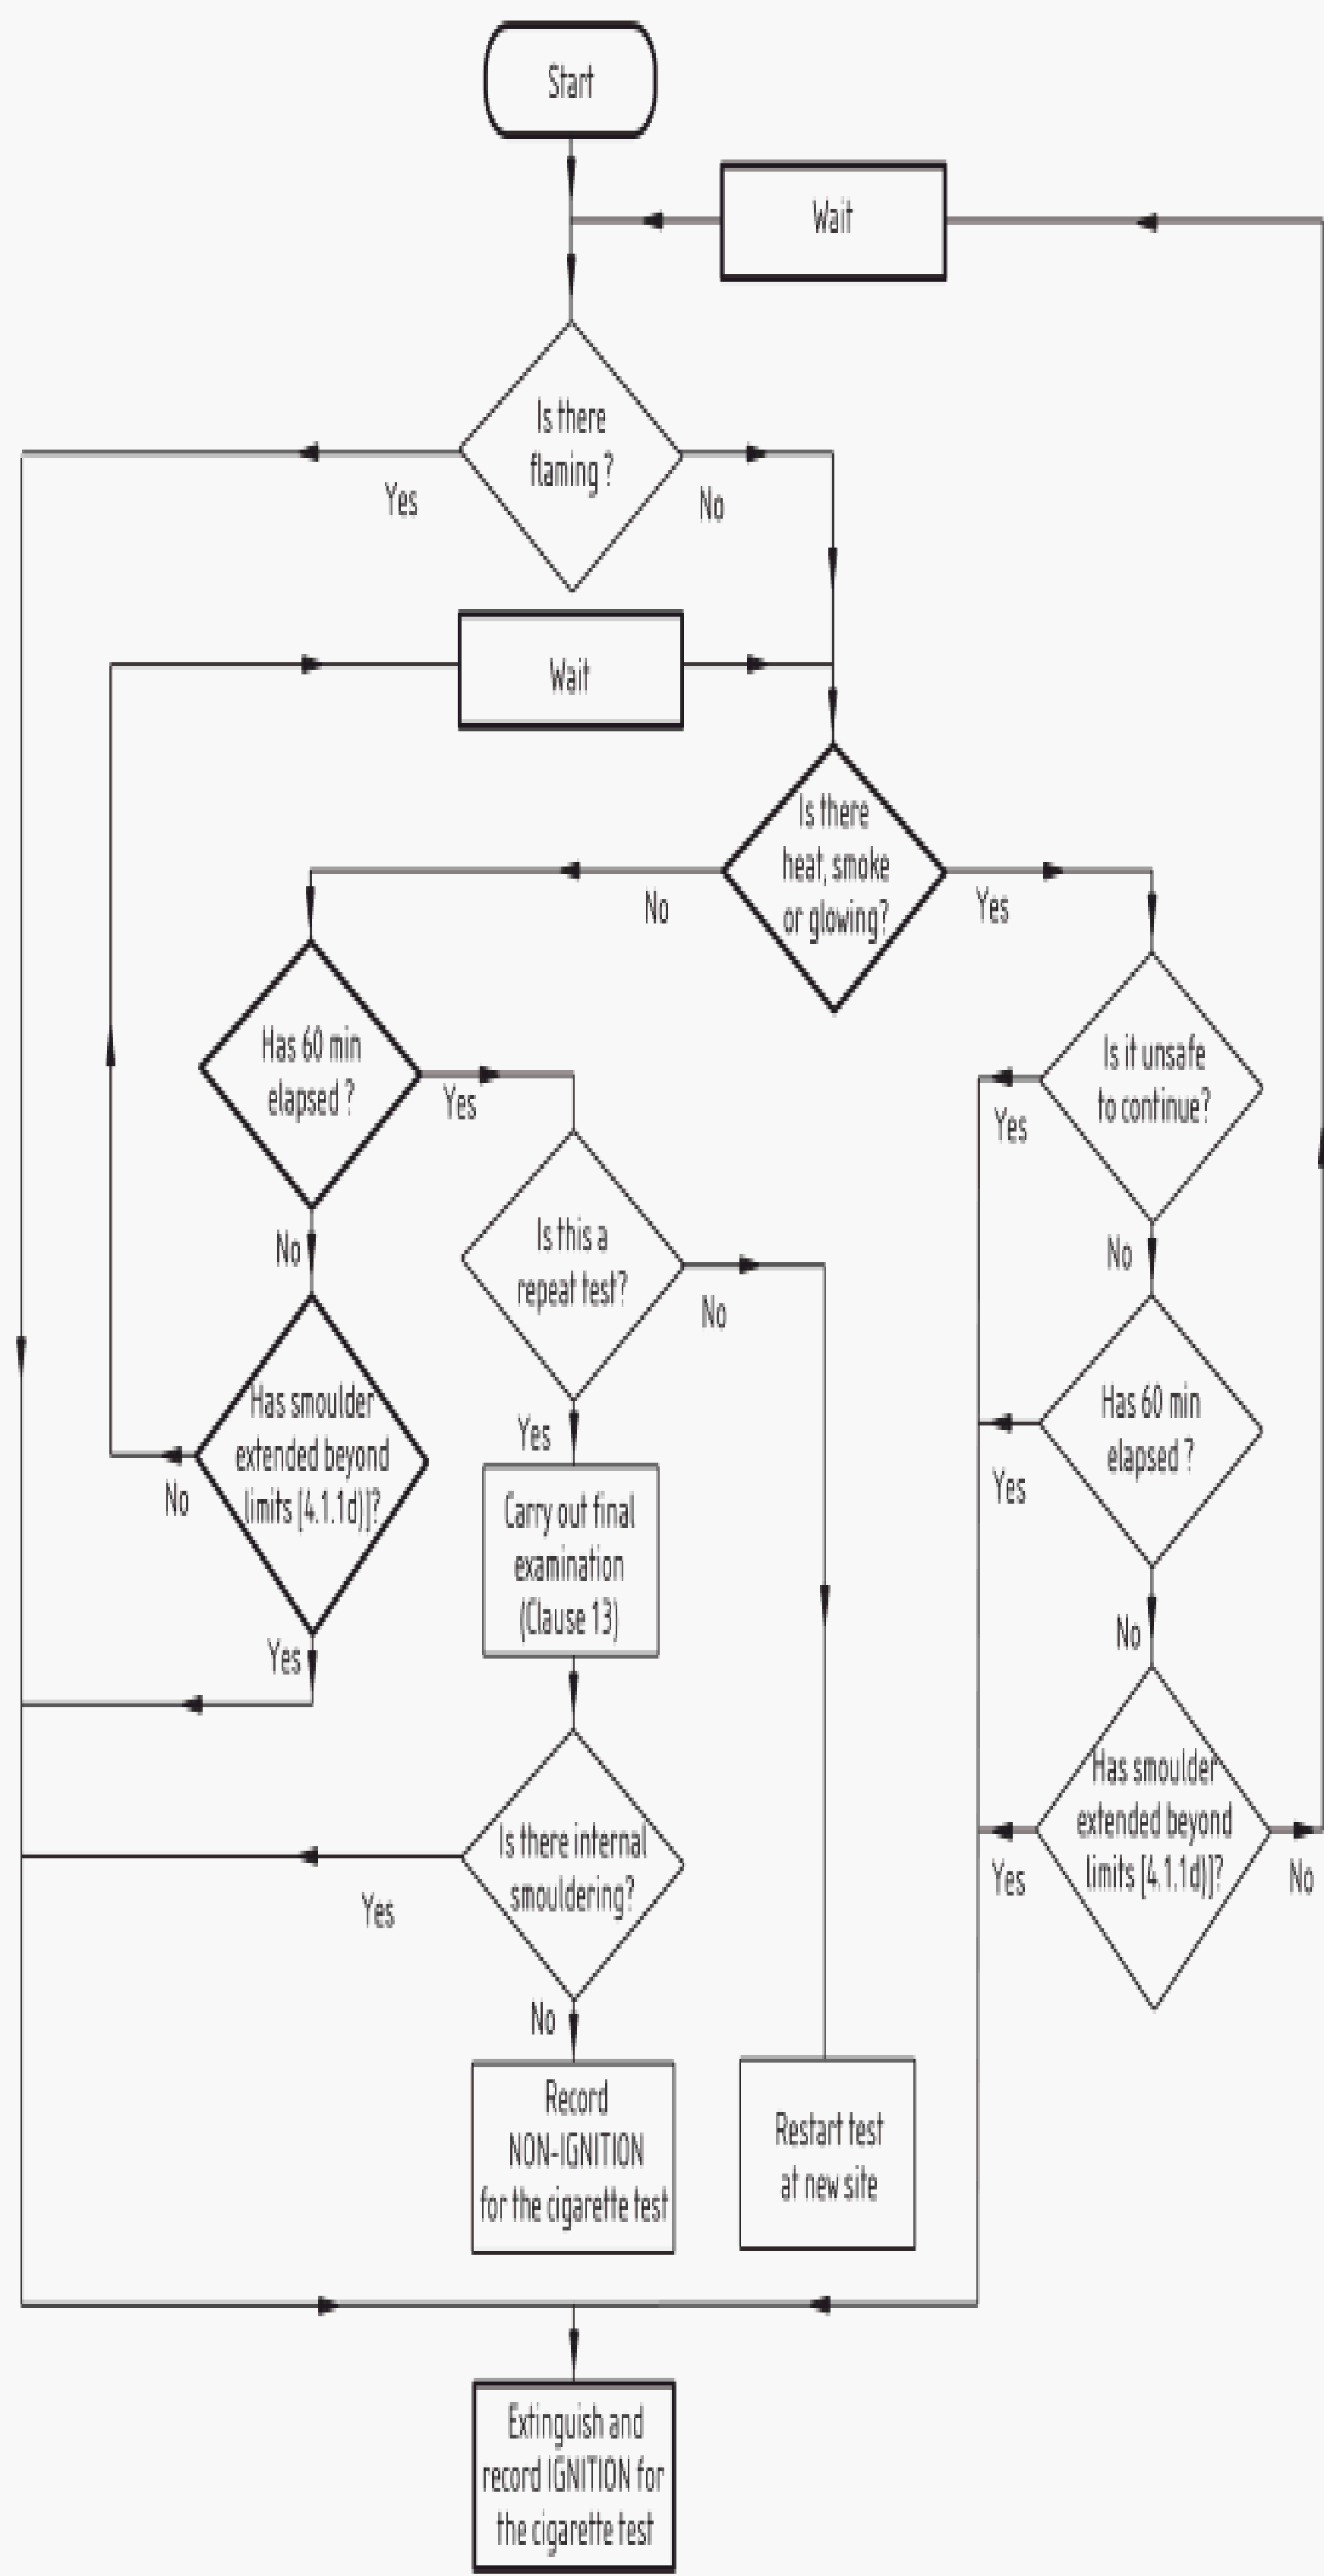 Start
Wait
Is there
flaming ?
Yes
No
Wait
Is there
heat, smoke
or glowing?
No
Yes
Has 60 min
elapsed ?
Yes
Is it unsafe
to continue?
Yes
No
Is this a
repeat test?
No
No
Has smoulder
extended beyond
limits [4.1.1d)]?
No
Yes
Yes
Carry out final
examination
(Clause 13)
Has 60 min
elapsed ?
Yes
No
Has smoulder
extended beyond
limits [4.1.1d)]?
Yes
No
Is there internal
smouldering?
Yes
No
Record
NON-IGNITION
for the cigarette test
Restart test
at new site
Extinguish and
record IGNITION for
the cigarette test